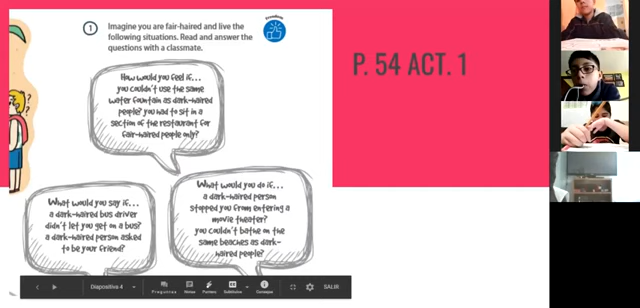 1 Imagine you are fair-haired and live the
following situations. Read and answer the
questions with a classmate.
P. 54 ACT. 1
How would you feel if...
you couldn't use the same
water fountain as dark-haired
people? you had to sit in a
section of the restaurant for
fair-haired people only?
What would you say if...
a dark-haired bus driver
didn't let you get on a bus?
a dark-haired person asked
to be your friend?
What would you do if...
a dark-haired person
stopped you from entering a
movie theater?
you couldn't bathe on the
same beaches as dark-
haired people?
Diapositiva 4
Preguntas
Notas
Puntero
Subtítulos
Consejos
SALIR